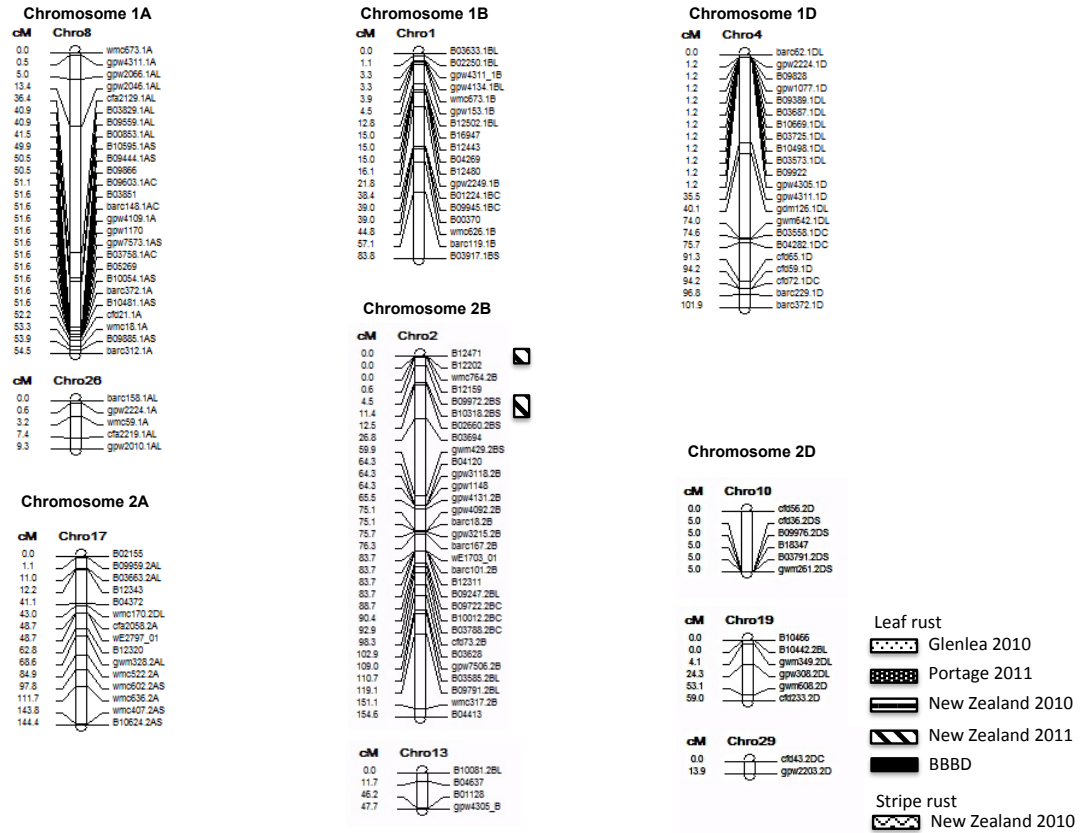 Chromosome 1A
cM Chro8
0.0 wmc673.1A
0.5 gpw4311.1A
5.0 gpw2066.1AL
13.4 gpw2046.1AL
36.4 cfa2129.1AL
40.9 B03829.1AL
40.9 B09559.1AL
41.5 B00853.1AL
49.9 B10595.1AS
50.5 B09444.1AS
50.5 B09866
51.1 B09603.1AC
51.6 B03851
51.6 barc148.1AC
51.6 gpw4109.1A
51.6 gpw1170
51.6 gpw7573.1AS
51.6 B03758.1AC
51.6 B05269
51.6 B10054.1AS
51.6 barc372.1A
51.6 B10481.1AS
52.2 cfd21.1A
53.3 wmc18.1A
53.9 B09885.1AS
54.5 barc312.1A
cM Chro26
0.0 barc158.1AL
0.6 gpw2224.1A
3.2 wmc59.1A
7.4 cfa2219.1AL
9.3 gpw2010.1AL
Chromosome 2A
cM Chro17
0.0 B02155
1.1 B09959.2AL
11.0 B03663.2AL
12.2 B12343
41.1 B04372
43.0 wmc170.2DL
48.7 cfa2058.2A
48.7 wE2797_01
62.8 B12320
68.6 gwm328.2AL
84.9 wmc522.2A
97.8 wmc602.2AS
111.7 wmc636.2A
143.8 wmc407.2AS
144.4 B10624.2AS
Chromosome 1B
cM Chro1
0.0 B03633.1BL
1.1 B02250.1BL
3.3 gpw4311_1B
3.3 gpw4134.1BL
3.9 wmc673.1B
4.5 gpw153.1B
12.8 B12502.1BL
15.0 B16947
15.0 B12443
15.0 B04269
16.1 B12480
21.8 gpw2249.1B
38.4 B01224.1BC
39.0 B09945.1BC
39.0 B00370
44.8 wmc626.1B
57.1 barc119.1B
83.8 B03917.1BS
Chromosome 2B
cM Chro2
0.0 B12471
0.0 B12202
0.0 wmc764.2B
0.6 B12159
4.5 B09972.2BS
11.4 B10318.2BS
12.5 B02660.2BS
26.8 B03694
59.9 gwm429.2BS
64.3 B04120
64.3 gpw3118.2B
64.3 gpw1148
65.5 gpw4131.2B
75.1 gpw4092.2B
75.1 barc18.2B
75.7 gpw3215.2B
76.3 barc167.2B
83.7 wE1703_01
83.7 barc101.2B
83.7 B12311
83.7 B09247.2BL
88.7 B09722.2BC
90.4 B10012.2BC
92.9 B03788.2BC
98.3 cfd73.2B
102.9 B03628
109.0 gpw7506.2B
110.7 B03585.2BL
119.1 B09791.2BL
151.1 wmc317.2B
154.6 B04413
cM Chro13
0.0 B10081.2BL
11.7 B04637
46.2 B01128
47.7 gpw4305_B
Chromosome 1D
cM Chro4
0.0 barc62.1DL
1.2 gpw2224.1D
1.2 B09828
1.2 gpw1077.1D
1.2 B09389.1DL
1.2 B03687.1DL
1.2 B10669.1DL
1.2 B03725.1DL
1.2 B10498.1DL
1.2 B03573.1DL
1.2 B09922
1.2 gpw4305.1D
35.5 gpw4311.1D
40.1 gdm126.1DL
74.0 gwm642.1DL
74.6 B03558.1DC
75.7 B04282.1DC
91.3 cfd65.1D
94.2 cfd59.1D
94.2 cfd72.1DC
96.8 barc229.1D
101.9 barc372.1D
Chromosome 2D
cM Chro10
0.0 cfd56.2D
5.0 cfd36.2DS
5.0 B09976.2DS
5.0 B18347
5.0 B03791.2DS
5.0 gwm261.2DS
cM Chro19
0.0 B10466
0.0 B10442.2BL
4.1 gwm349.2DL
24.3 gpw308.2DL
53.1 gwm608.2D
59.0 cfd233.2D
cM Chro29
0.0 cfd43.2DC
13.9 gpw2203.2D
Leaf rust
Glenlea 2010
Portage 2011
New Zealand 2010
New Zealand 2011
BBBD
Stripe rust
New Zealand 2010